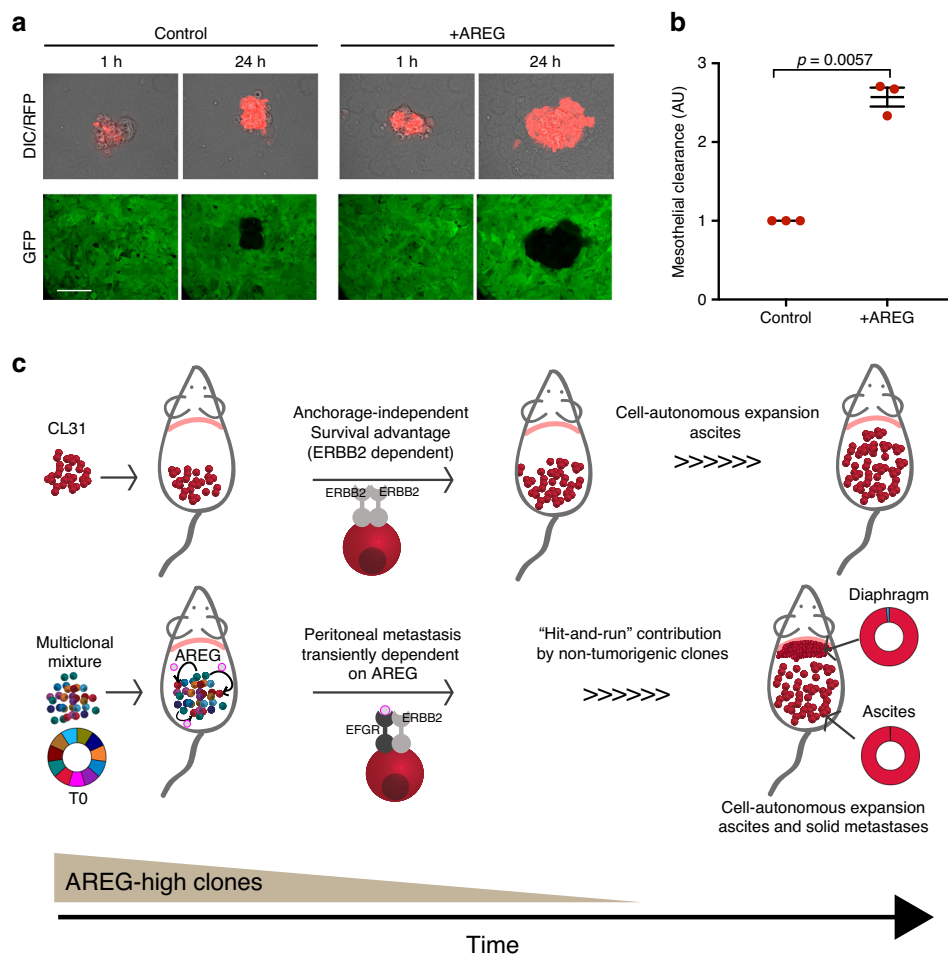 a
Control
+AREG
1 h
24 h
1 h
24 h
DIC/RFP
GFP
b
p = 0.0057
Mesothelial clearance (AU)
3
2
1
0
Control
+AREG
c
CL31
Anchorage-independent
Survival advantage
(ERBB2 dependent)
ERBB2
ERBB2
Cell-autonomous expansion
ascites
>>>>>>
Multiclonal
mixture
T0
AREG
Peritoneal metastasis
transiently dependent
on AREG
EFGR
ERBB2
“Hit-and-run” contribution
by non-tumorigenic clones
>>>>>>
Diaphragm
Ascites
Cell-autonomous expansion
ascites and solid metastases
AREG-high clones
Time